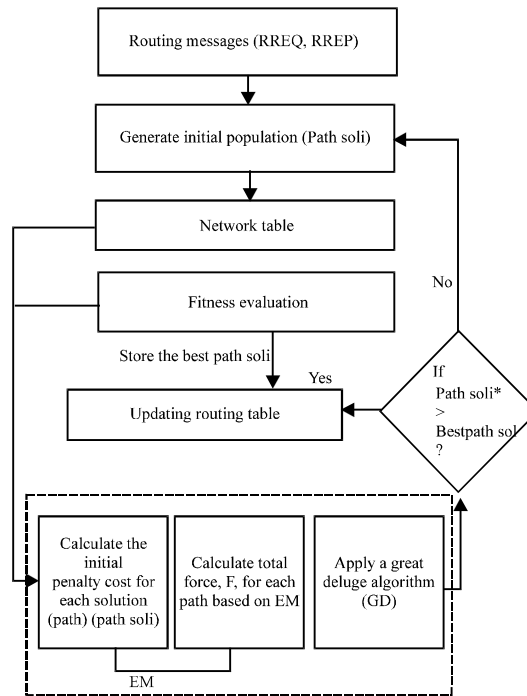 Routing messages (RREQ, RREP)
Generate initial population (Path soli)
Network table
Fitness evaluation
No
Store the best path soli
Yes
Updating routing table
If
Path soli*
>
Bestpath sol
?
Calculate the
initial
penalty cost for
each solution
(path) (path soli)
Calculate total
force, F, for each
path based on EM
Apply a great
deluge algorithm
(GD)
EM